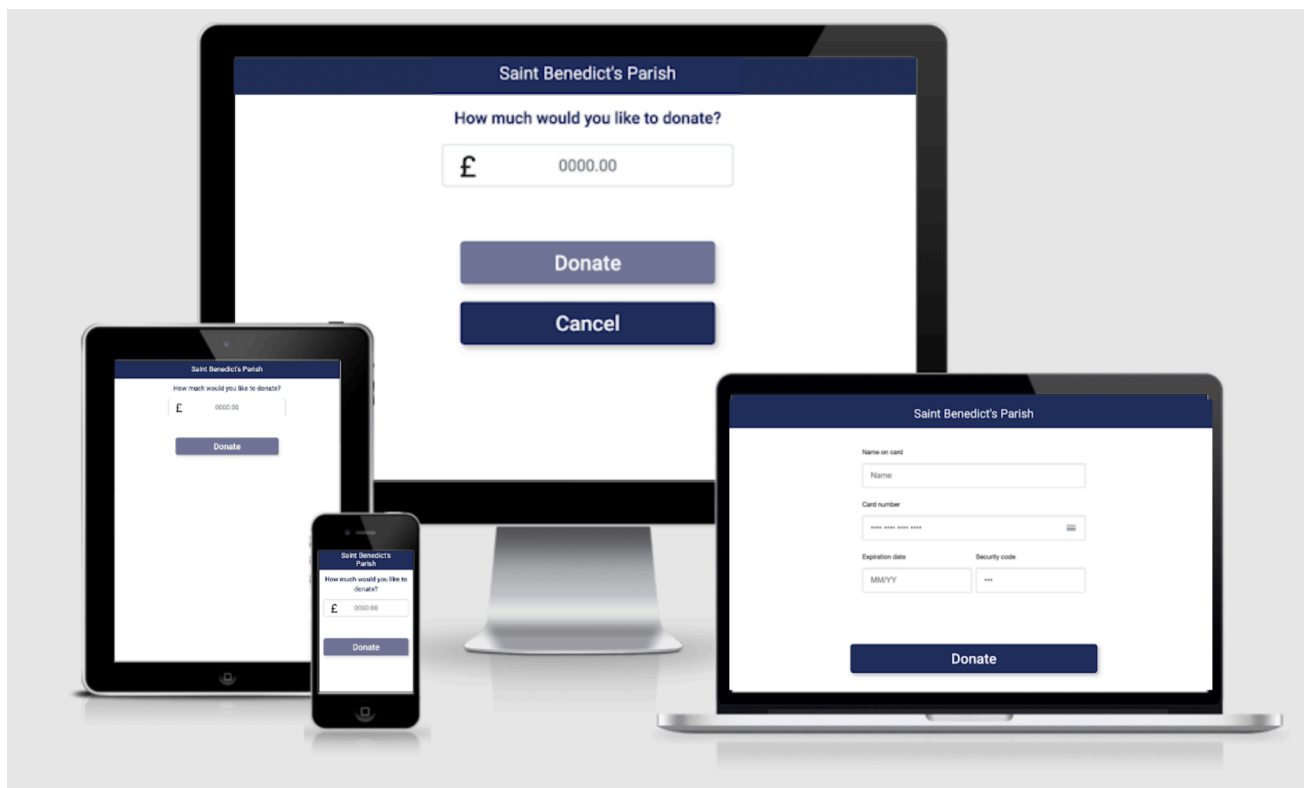 Saint Benedict's Parish
How much would you like to donate?
£ 0000.00
Donate
Cancel
Saint Benedict's Parish
How much would you like to donate?
£ 0000.00
Donate
Saint Benedict's
Parish
How much would you like to
donate?
£ 0000.00
Donate
Saint Benedict's Parish
Name on card
Name
Card number
•••• •••• •••• ••••
Expiration date Security code
MM/YY •••
Donate